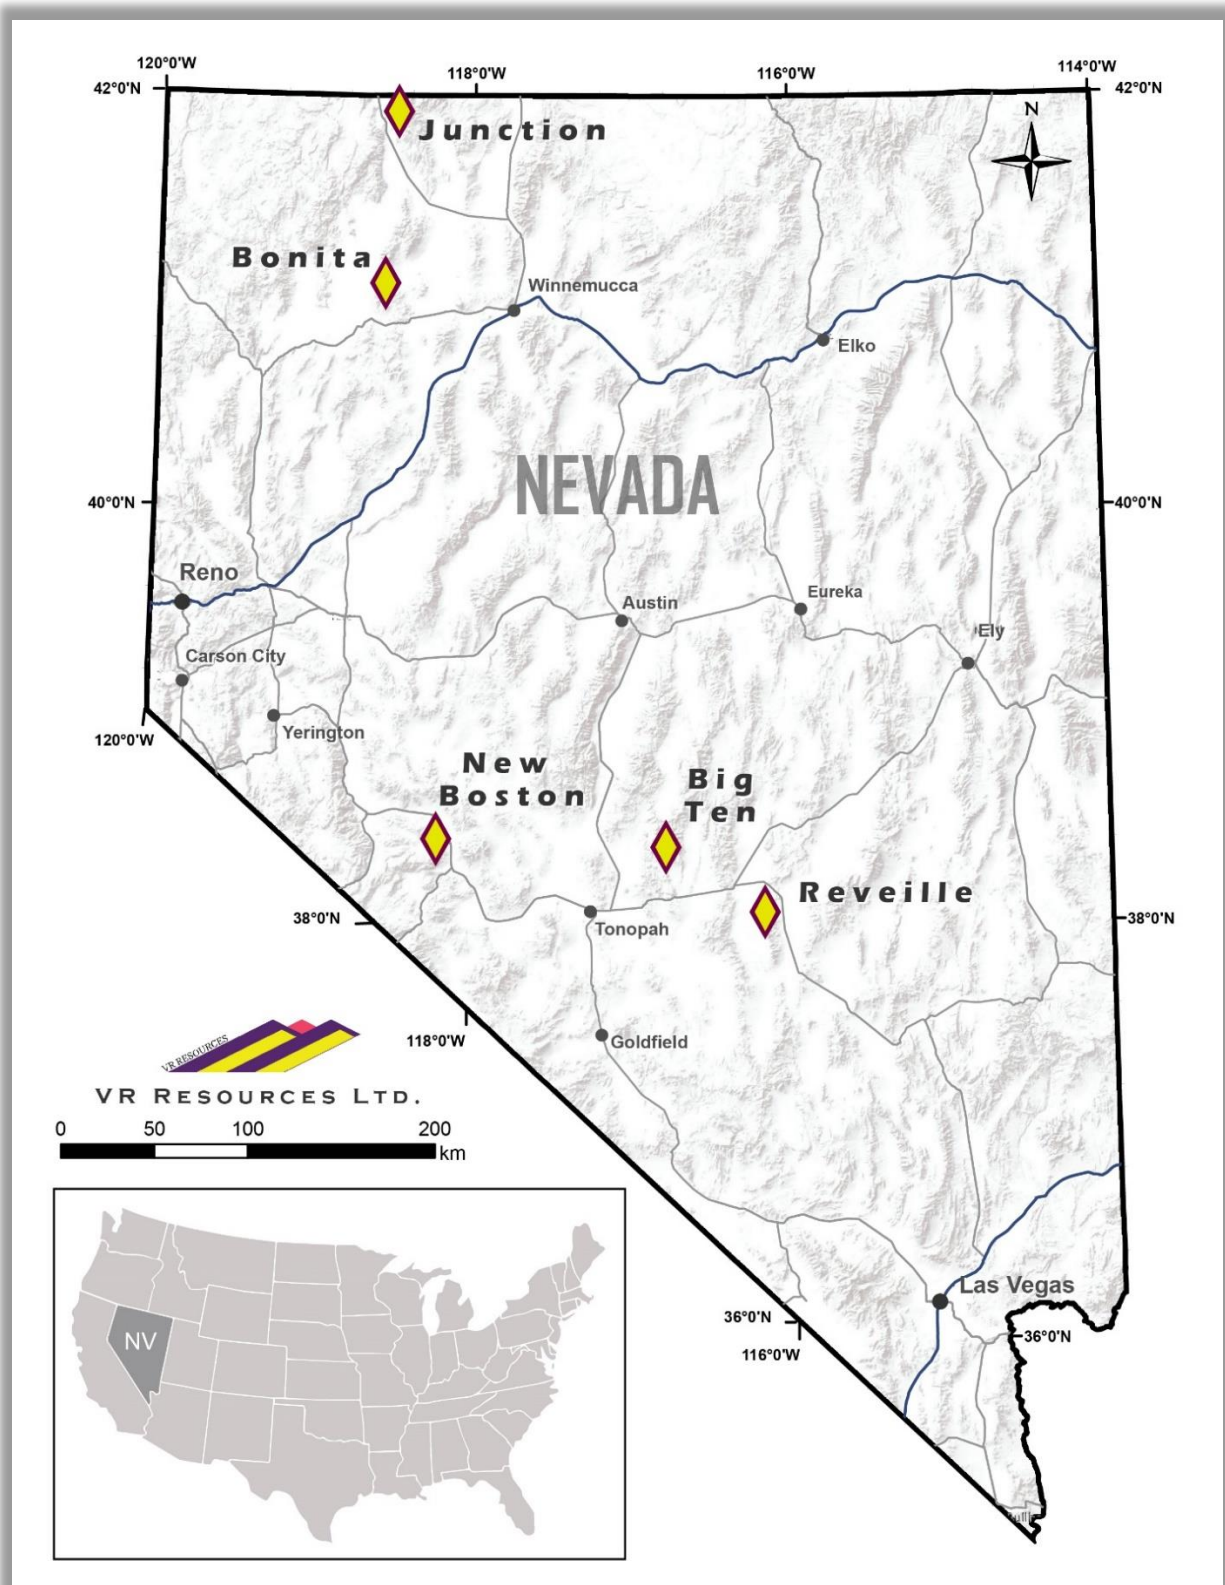 120°0'W
118°0'W
116°0'W
114°0'W
42°0'N
42°0'N
N
Junction
Bonita
Winnemucca
Elko
NEVADA
40°0'N
40°0'N
Reno
Austin
Eureka
Ely
Carson City
Yerington
120°0'W
New
Boston
Big
Ten
Reveille
38°0'N
38°0'N
Tonopah
Goldfield
118°0'W
VR RESOURCES
VR RESOURCES LTD.
0 50 100 200
km
Las Vegas
36°0'N
36°0'N
116°0'W
NV